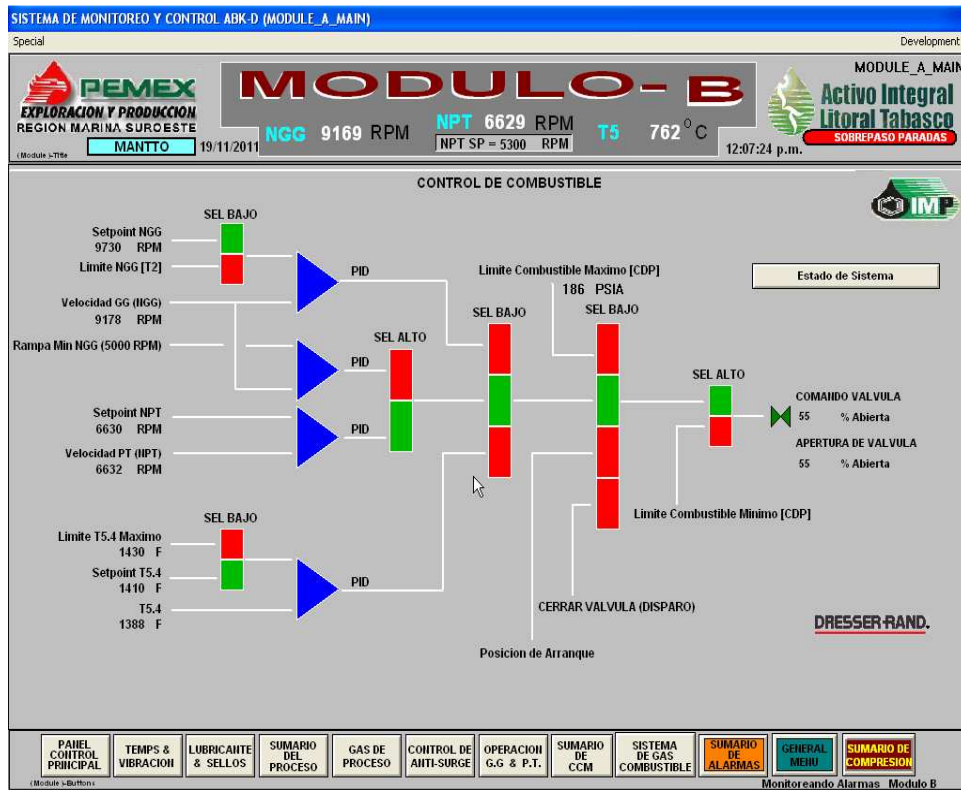 SISTEMA DE MONITOREO Y CONTROL ABK-D (MODULE_A_MAIN)
Special Development
PEMEX
EXPLORACION Y PRODUCCION
REGION MARINA SUROESTE
(Module )-Title
MANTTO
19/11/2011
MODULO-B
NGG 9169 RPM
NPT 6629 RPM
NPT SP = 5300 RPM
T5 762 °C
12:07:24 p.m.
MODULE_A_MAIN
Activo Integral
Litoral Tabasco
SOBREPASO PARADAS
CONTROL DE COMBUSTIBLE
IMP
Estado de Sistema
SEL BAJO
Setpoint NGG
9730 RPM
Limite NGG [T2]
Velocidad GG (NGG)
9178 RPM
Rampa Min NGG (5000 RPM)
Setpoint NPT
6630 RPM
Velocidad PT (NPT)
6632 RPM
PID
PID
PID
SEL ALTO
SEL BAJO
Limite Combustible Maximo [CDP]
186 PSIA
SEL BAJO
SEL ALTO
COMANDO VALVULA
55 % Abierta
APERTURA DE VALVULA
55 % Abierta
Limite Combustible Minimo [CDP]
SEL BAJO
Limite T5.4 Maximo
1430 F
Setpoint T5.4
1410 F
T5.4
1388 F
PID
CERRAR VALVULA (DISPARO)
Posicion de Arranque
DRESSER-RAND.
PANEL
CONTROL
PRINCIPAL
TEMPS &
VIBRACION
LUBRICANTE
& SELLOS
SUMARIO
DEL
PROCESO
GAS DE
PROCESO
CONTROL DE
ANTI-SURGE
OPERACION
G.G & P.T.
SUMARIO
DE
CCM
SISTEMA
DE GAS
COMBUSTIBLE
SUMARIO
DE
ALARMAS
GENERAL
MENU
SUMARIO DE
COMPRESION
(Module )-Buttons
Monitoreando Alarmas Modulo B